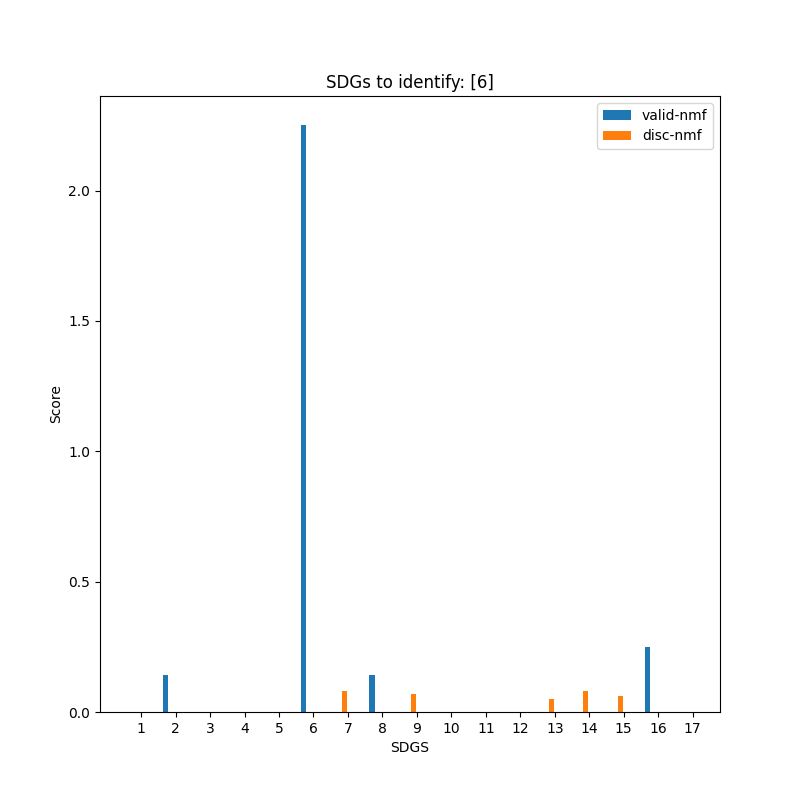 SDGs to identify: [6]
valid-nmf
disc-nmf
Score
2.0
1.5
1.0
0.5
0.0
1 2 3 4 5 6 7 8 9 10 11 12 13 14 15 16 17
SDGS